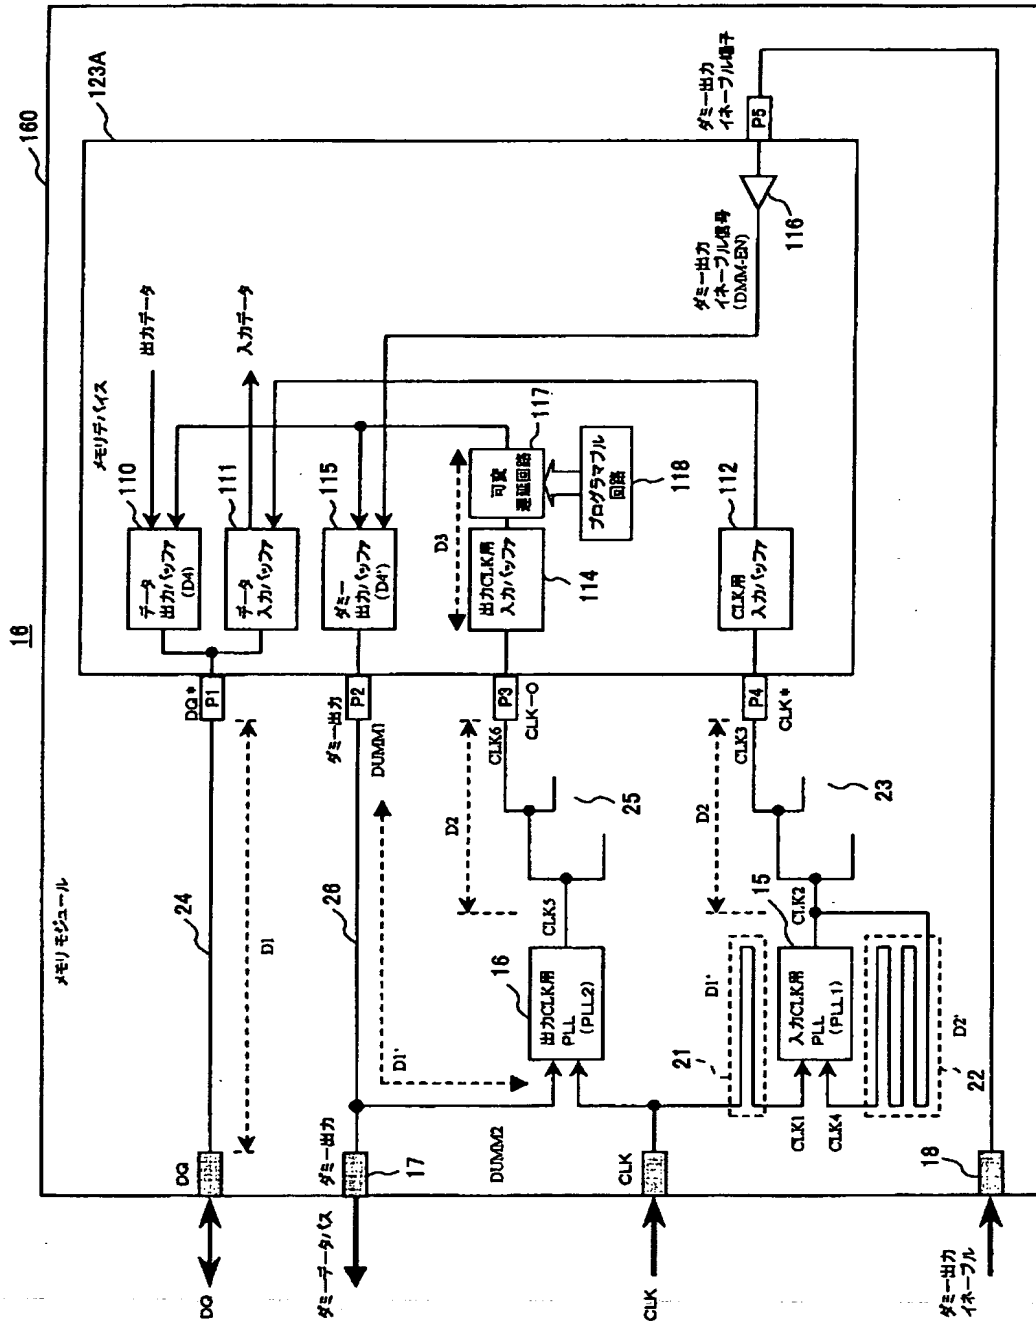 16
160
メモリモジュール
123A
メモリデバイス
出力データ
入力データ
110
データ
出力バッファ
(D4)
111
データ
入力バッファ
115
ダミー
出力バッファ
(D4')
D3
117
可変
遅延回路
プログラマブル
回路
118
出力CLK用
入力バッファ
114
112
CLK用
入力バッファ
ダミー出力
イネーブル信号
(DMM-EN)
116
ダミー出力
イネーブル端子
P5
DQ*
P1
ダミー出力
P2
DUMM1
P3
CLK-O
CLK6
P4
CLK*
CLK3
24
D1
26
D1'
D2
25
CLK5
16
出力CLK用
PLL
(PLL2)
D2
23
CLK2
15
入力CLK用
PLL
(PLL1)
D1'
21
CLK1
CLK4
D2'
22
DQ
DQ
ダミー出力
17
ダミーデータバス
DUMM2
CLK
CLK
18
ダミー出力
イネーブル